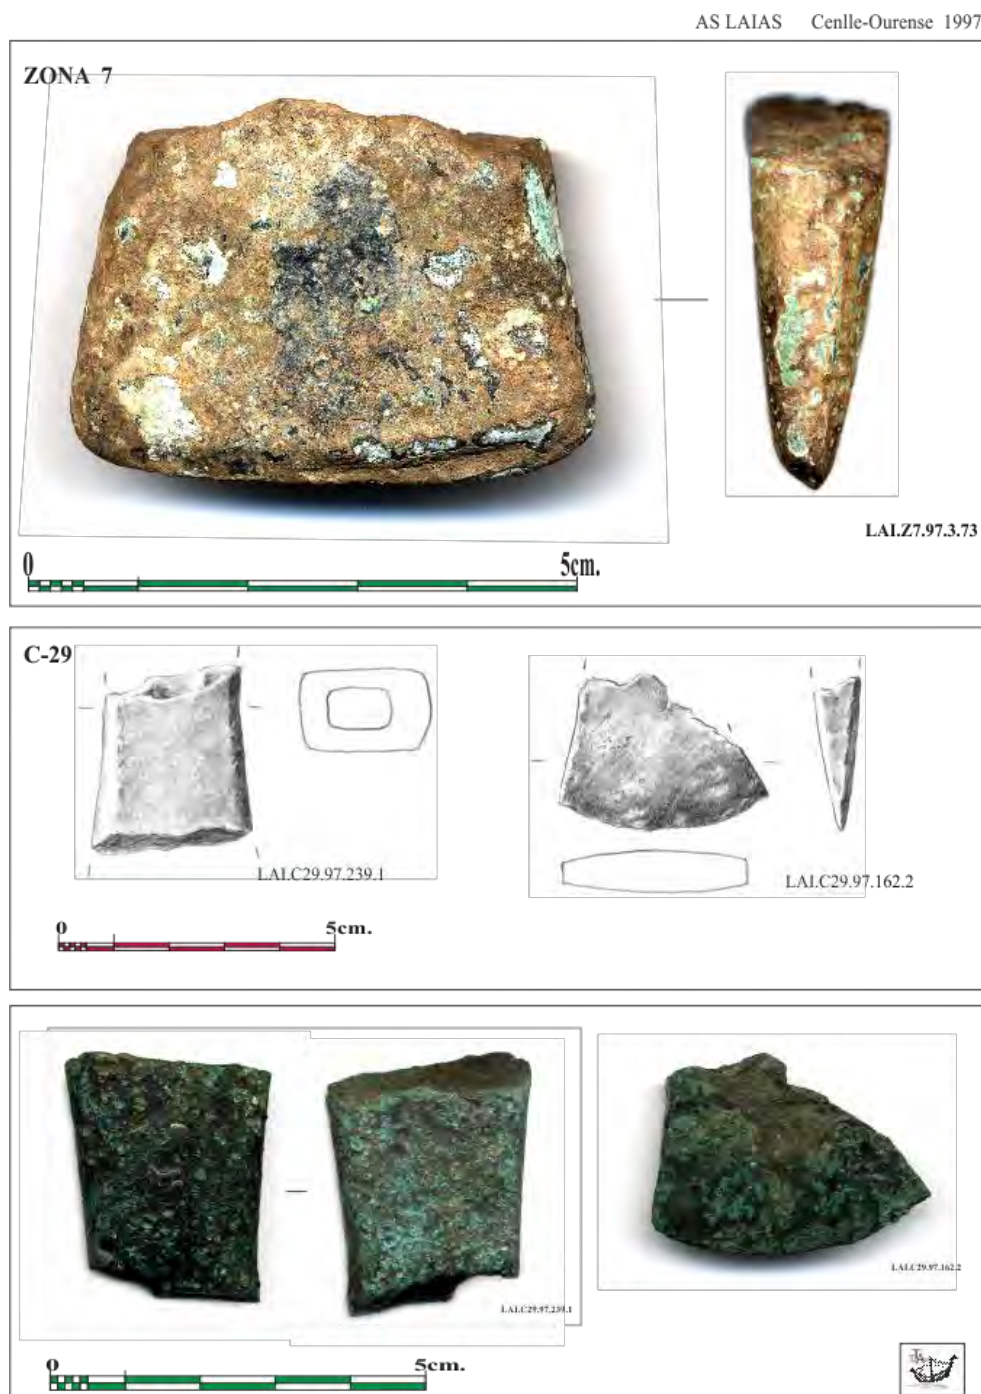 AS LAIAS Cenlle-Ourense 1997
ZONA 7
LAI.Z7.97.3.73
0 5cm.
C-29
LAI.C29.97.239.1
LAI.C29.97.162.2
0 5cm.
LAI.C29.97.239.1
LAI.C29.97.162.2
0 5cm.